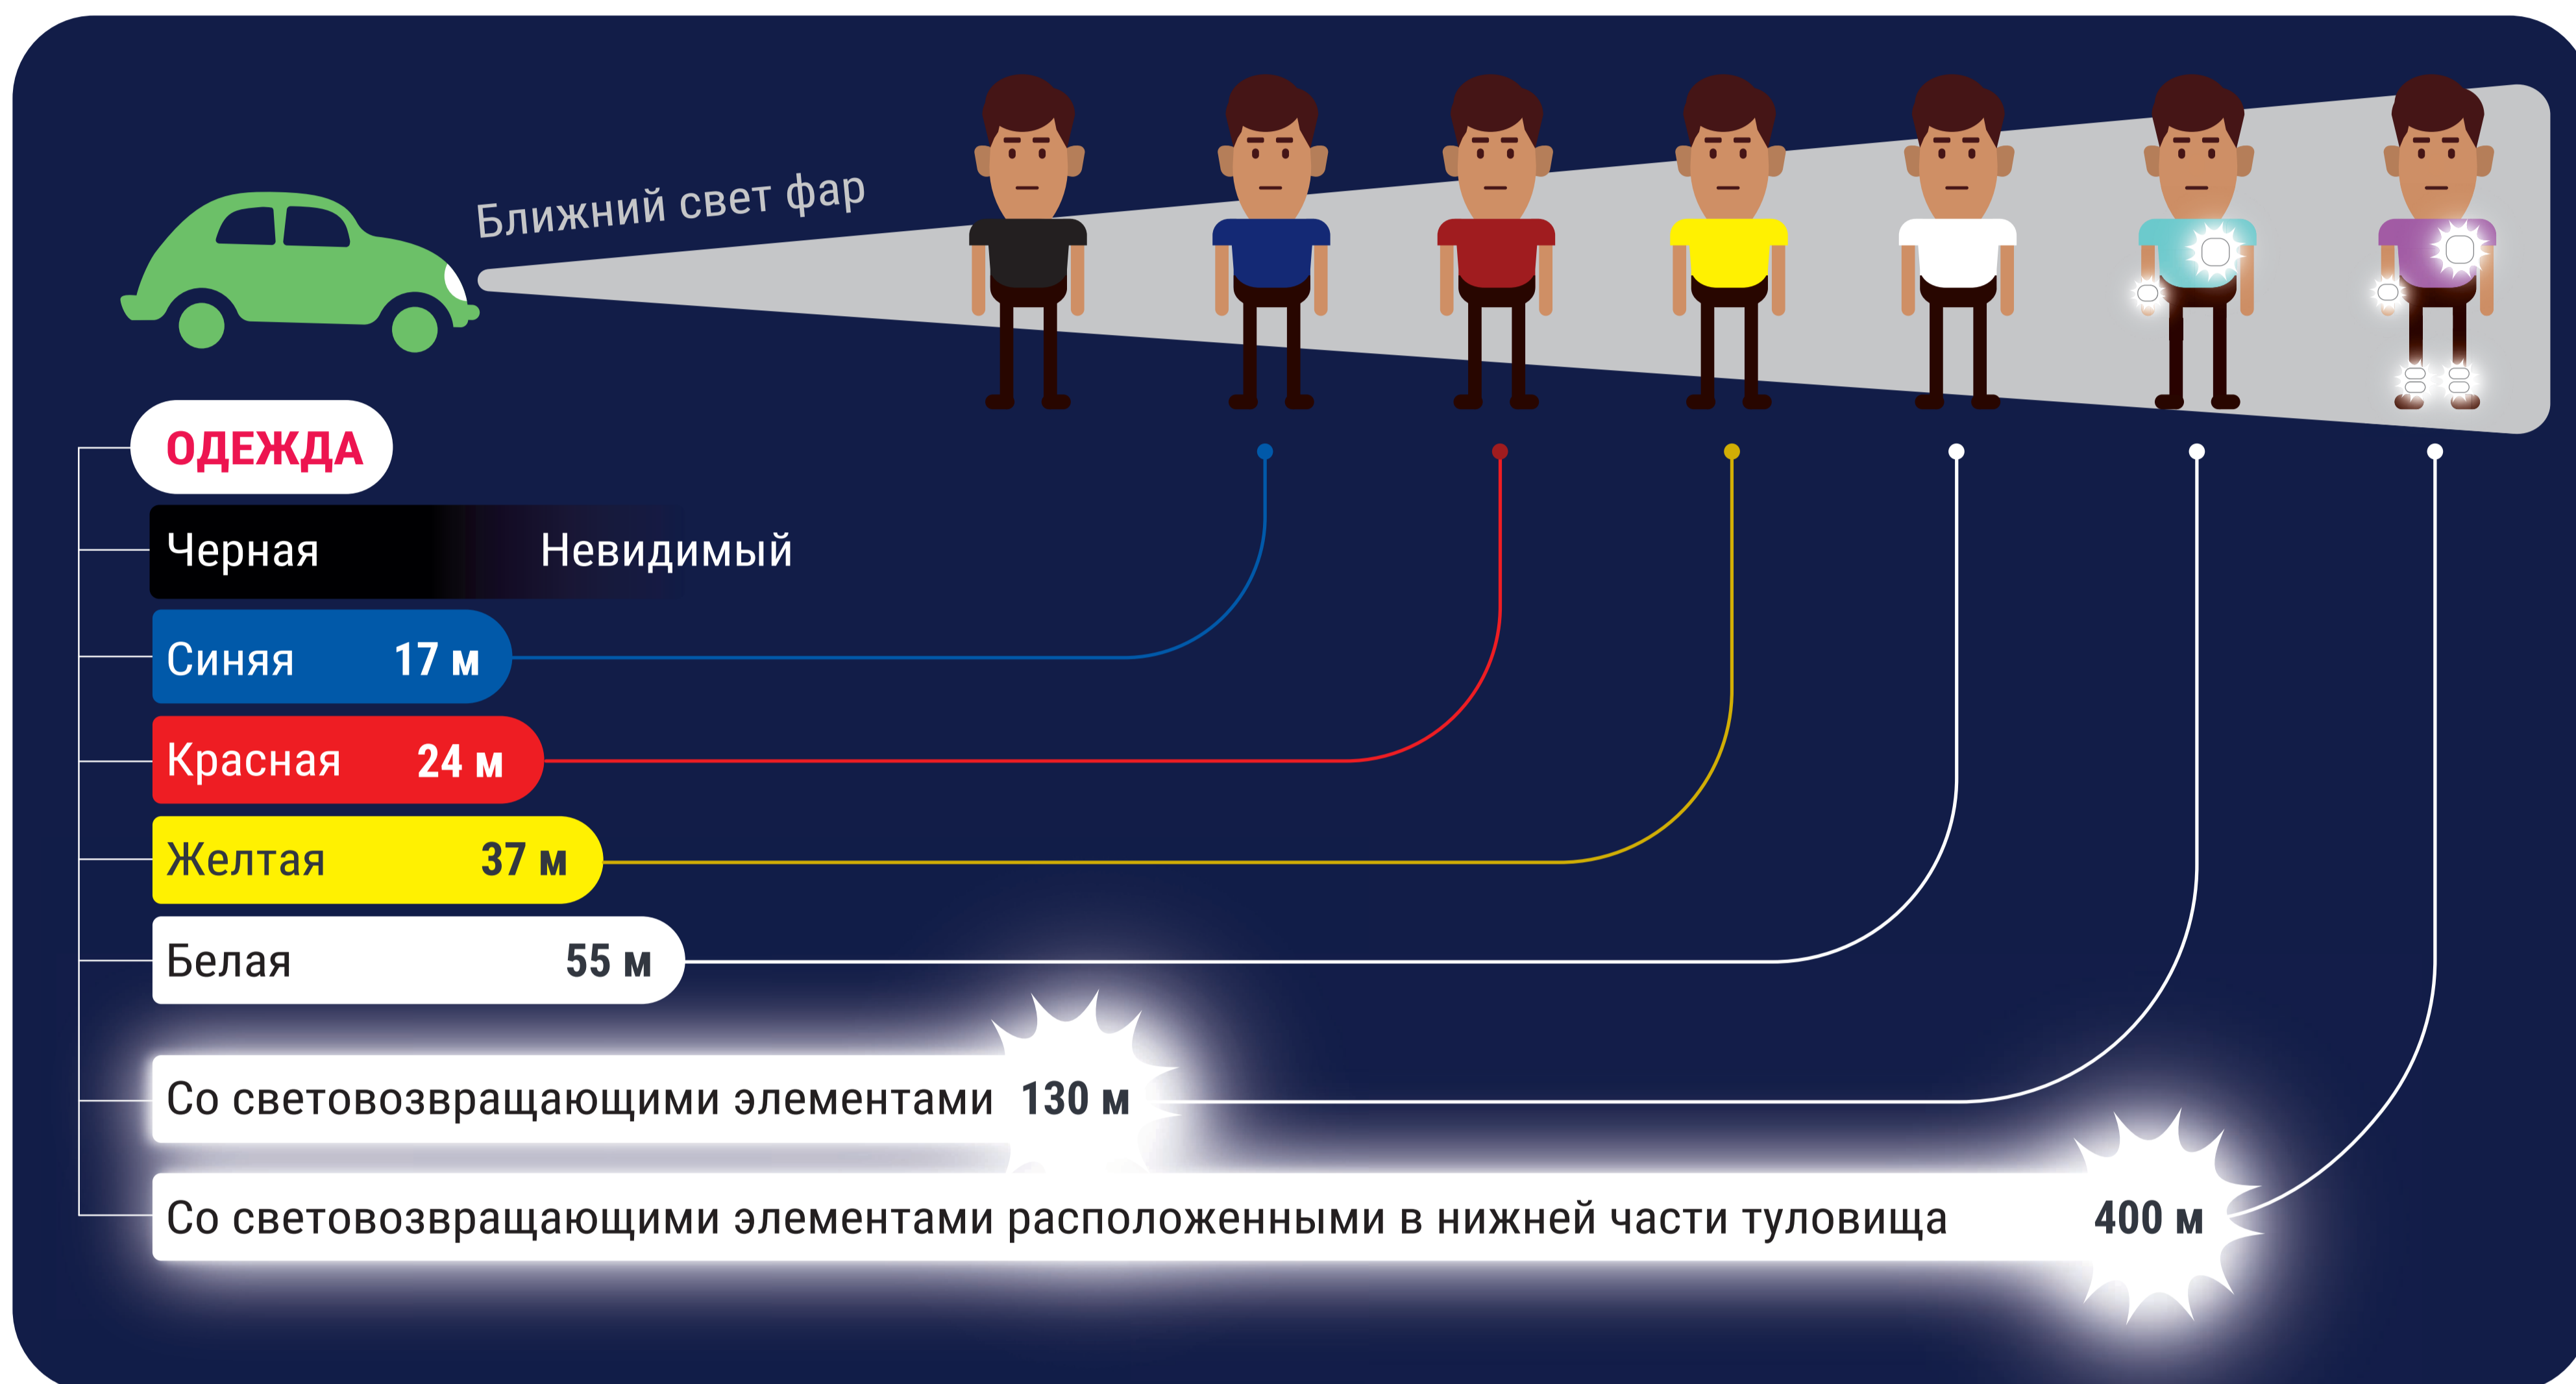 Ближний свет фар
ОДЕЖДА
Черная Невидимый
Синяя 17 м
Красная 24 м
Желтая 37 м
Белая 55 м
Со световозвращающими элементами 130 м
Со световозвращающими элементами расположенными в нижней части туловища 400 м